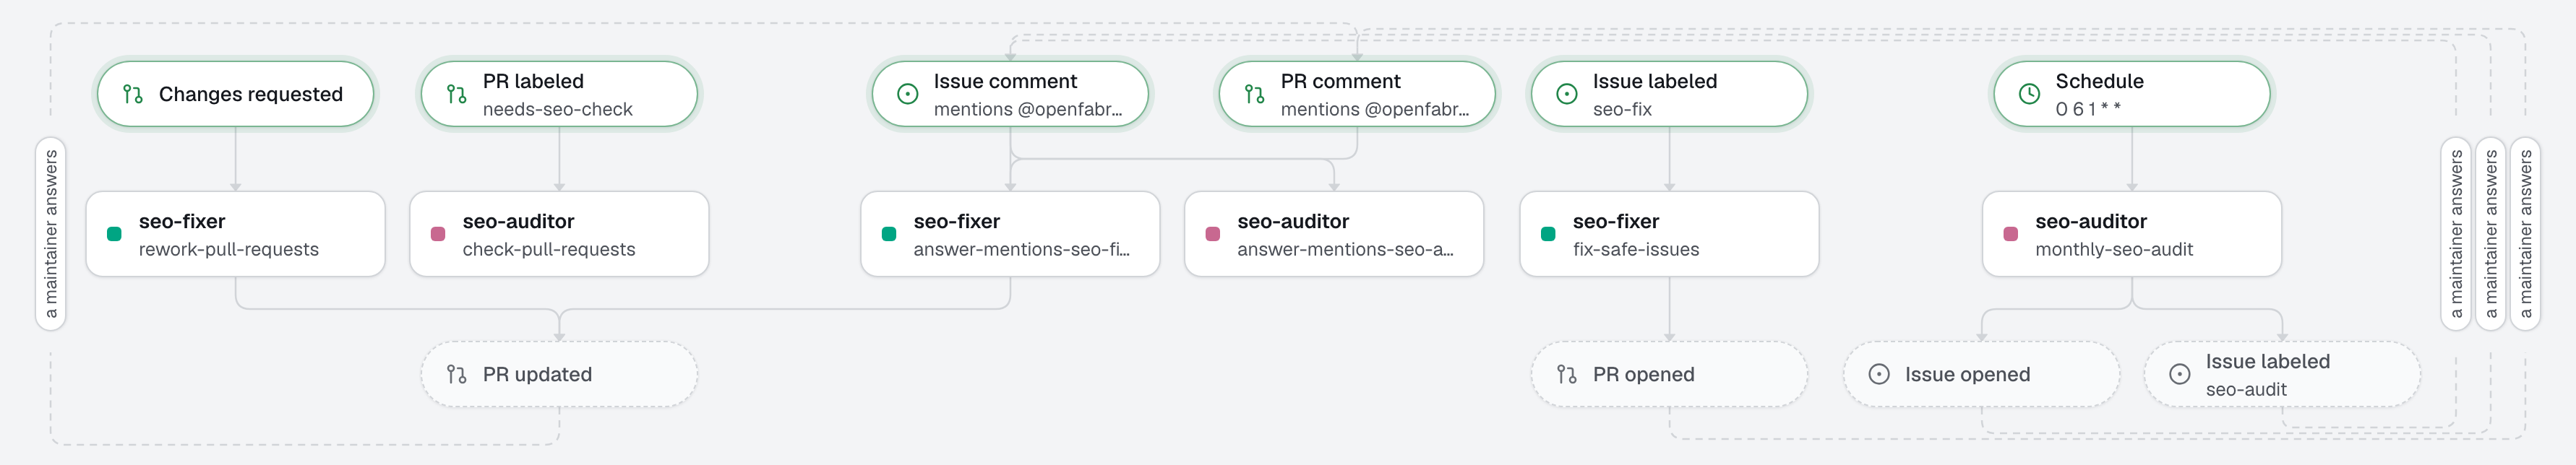 Changes requested
PR labeled
needs-seo-check
Issue comment
mentions @openfabr...
PR comment
mentions @openfabr...
Issue labeled
seo-fix
Schedule
0 6 1 * *
a maintainer answers
seo-fixer
rework-pull-requests
seo-auditor
check-pull-requests
seo-fixer
answer-mentions-seo-fi...
seo-auditor
answer-mentions-seo-a...
seo-fixer
fix-safe-issues
seo-auditor
monthly-seo-audit
a maintainer answers
a maintainer answers
a maintainer answers
PR updated
PR opened
Issue opened
Issue labeled
seo-audit